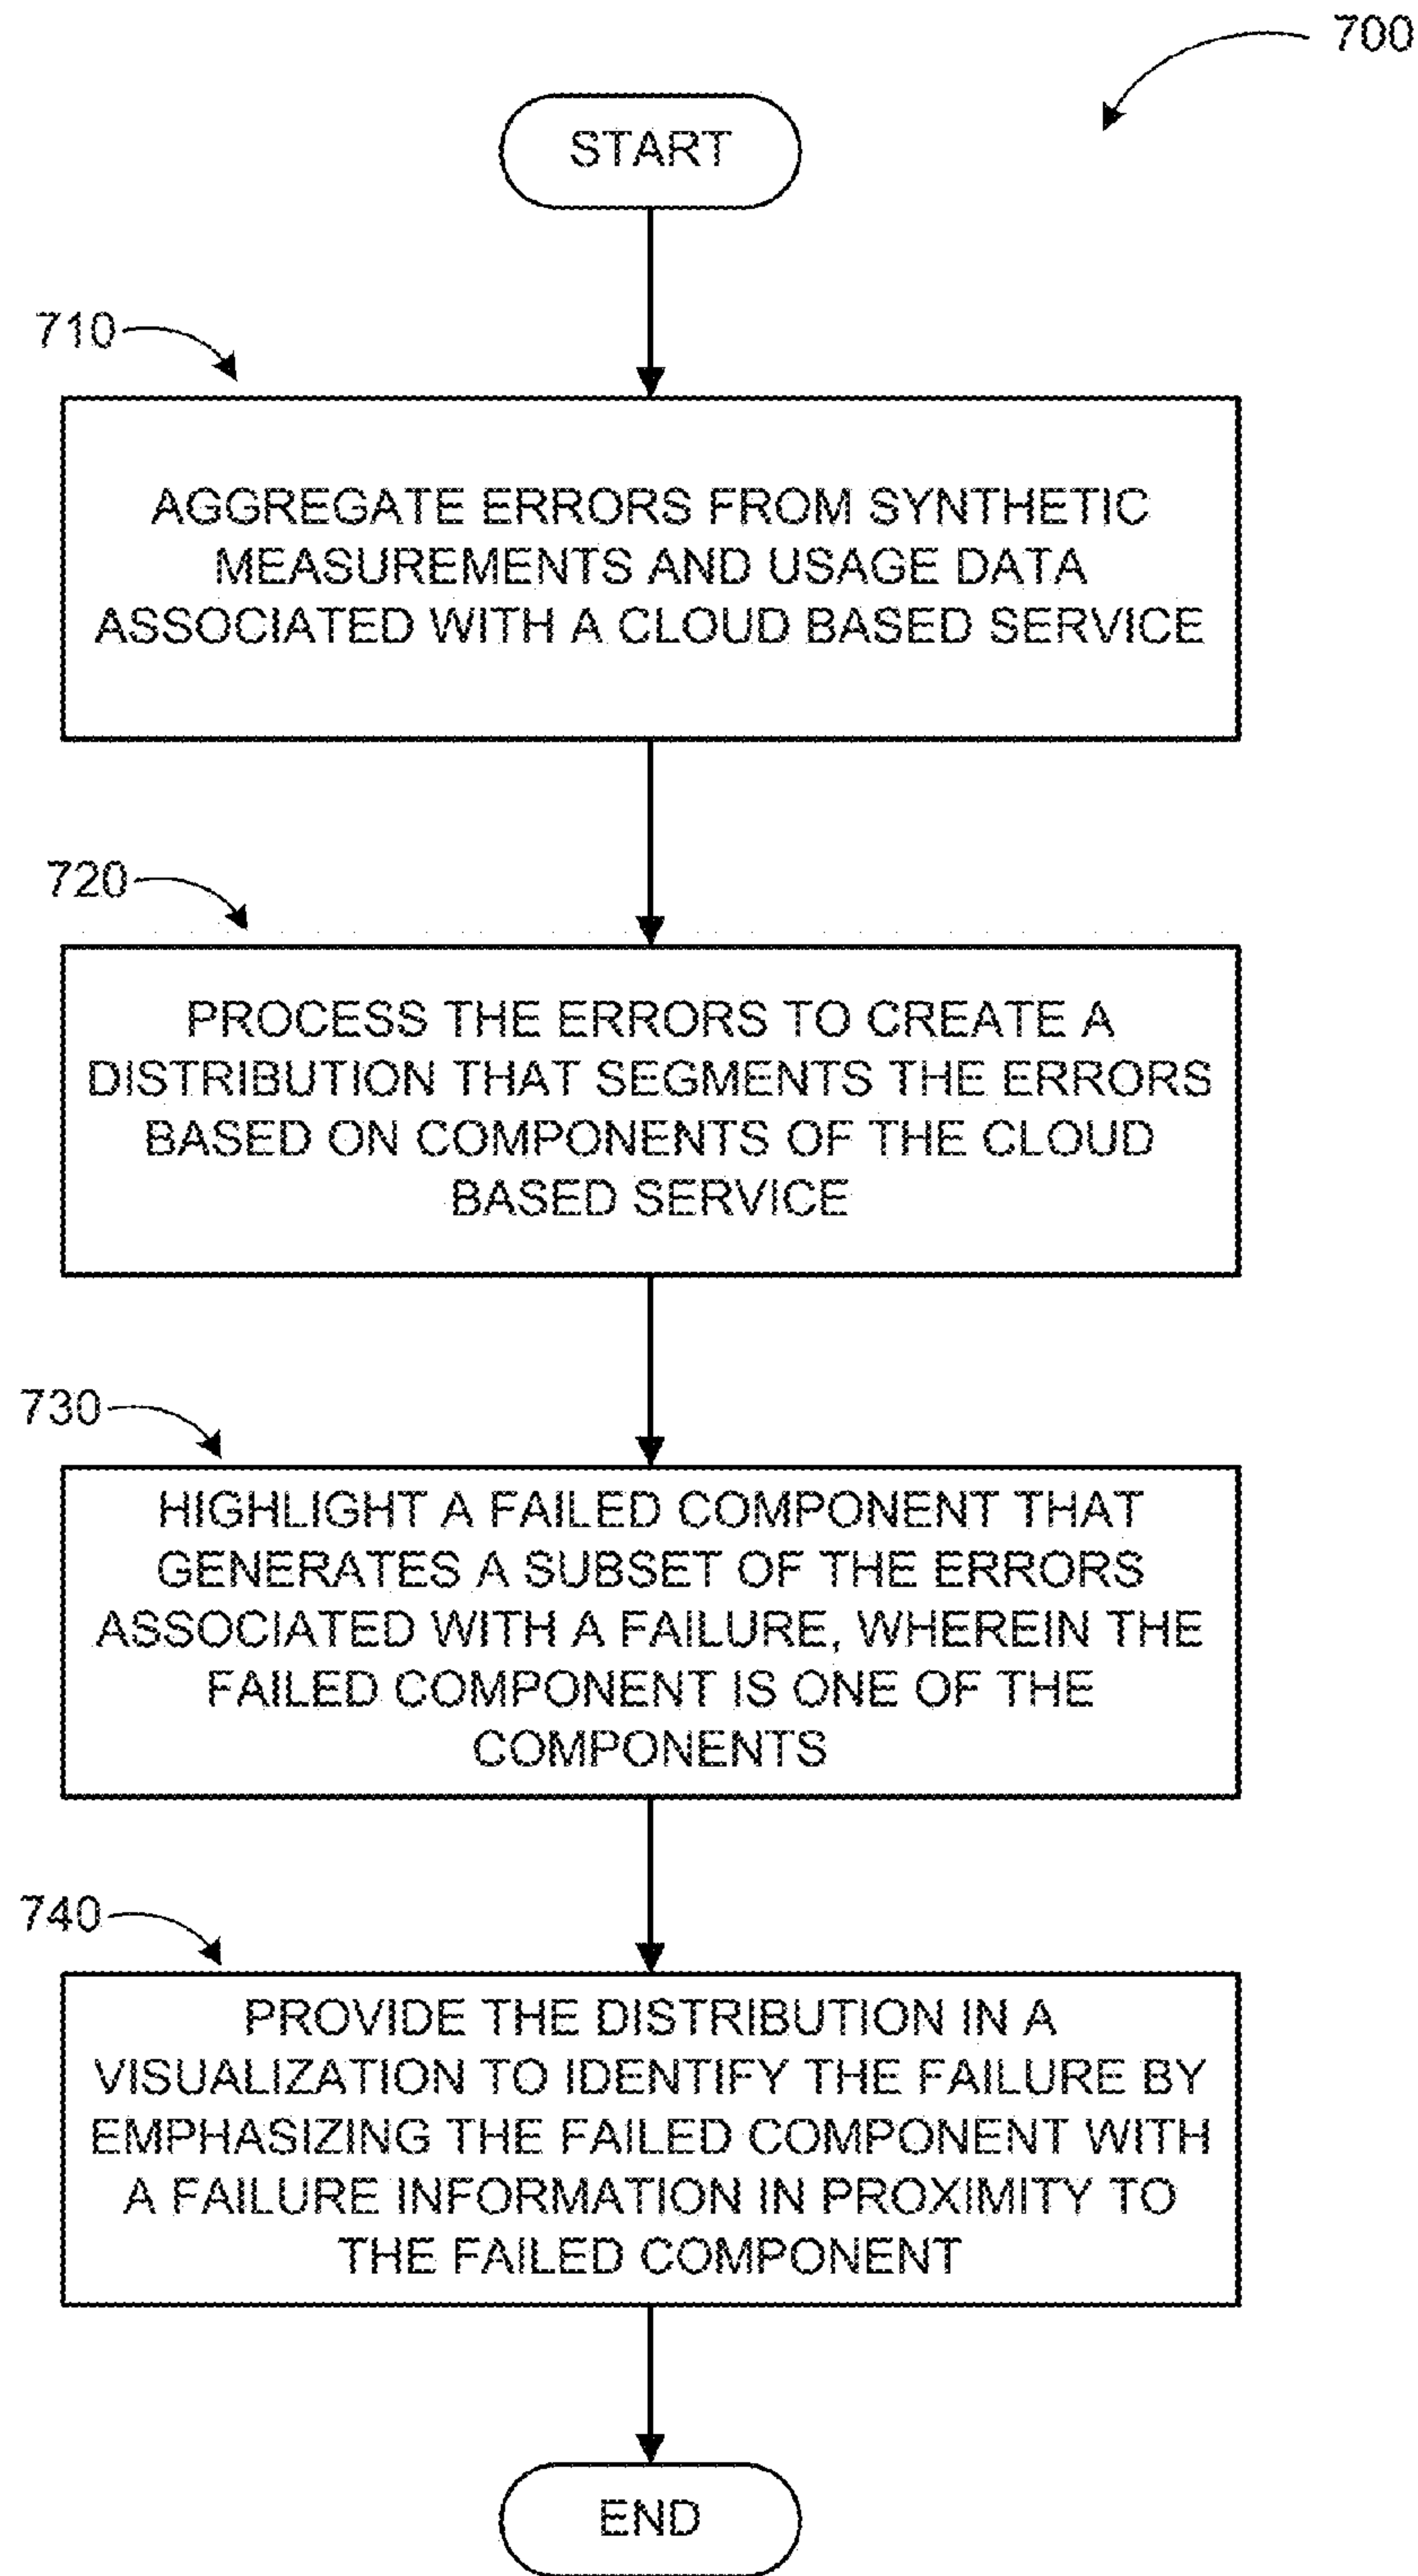 700
START
710
AGGREGATE ERRORS FROM SYNTHETIC
MEASUREMENTS AND USAGE DATA
ASSOCIATED WITH A CLOUD BASED SERVICE
720
PROCESS THE ERRORS TO CREATE A
DISTRIBUTION THAT SEGMENTS THE ERRORS
BASED ON COMPONENTS OF THE CLOUD
BASED SERVICE
730
HIGHLIGHT A FAILED COMPONENT THAT
GENERATES A SUBSET OF THE ERRORS
ASSOCIATED WITH A FAILURE, WHEREIN THE
FAILED COMPONENT IS ONE OF THE
COMPONENTS
740
PROVIDE THE DISTRIBUTION IN A
VISUALIZATION TO IDENTIFY THE FAILURE BY
EMPHASIZING THE FAILED COMPONENT WITH
A FAILURE INFORMATION IN PROXIMITY TO
THE FAILED COMPONENT
END